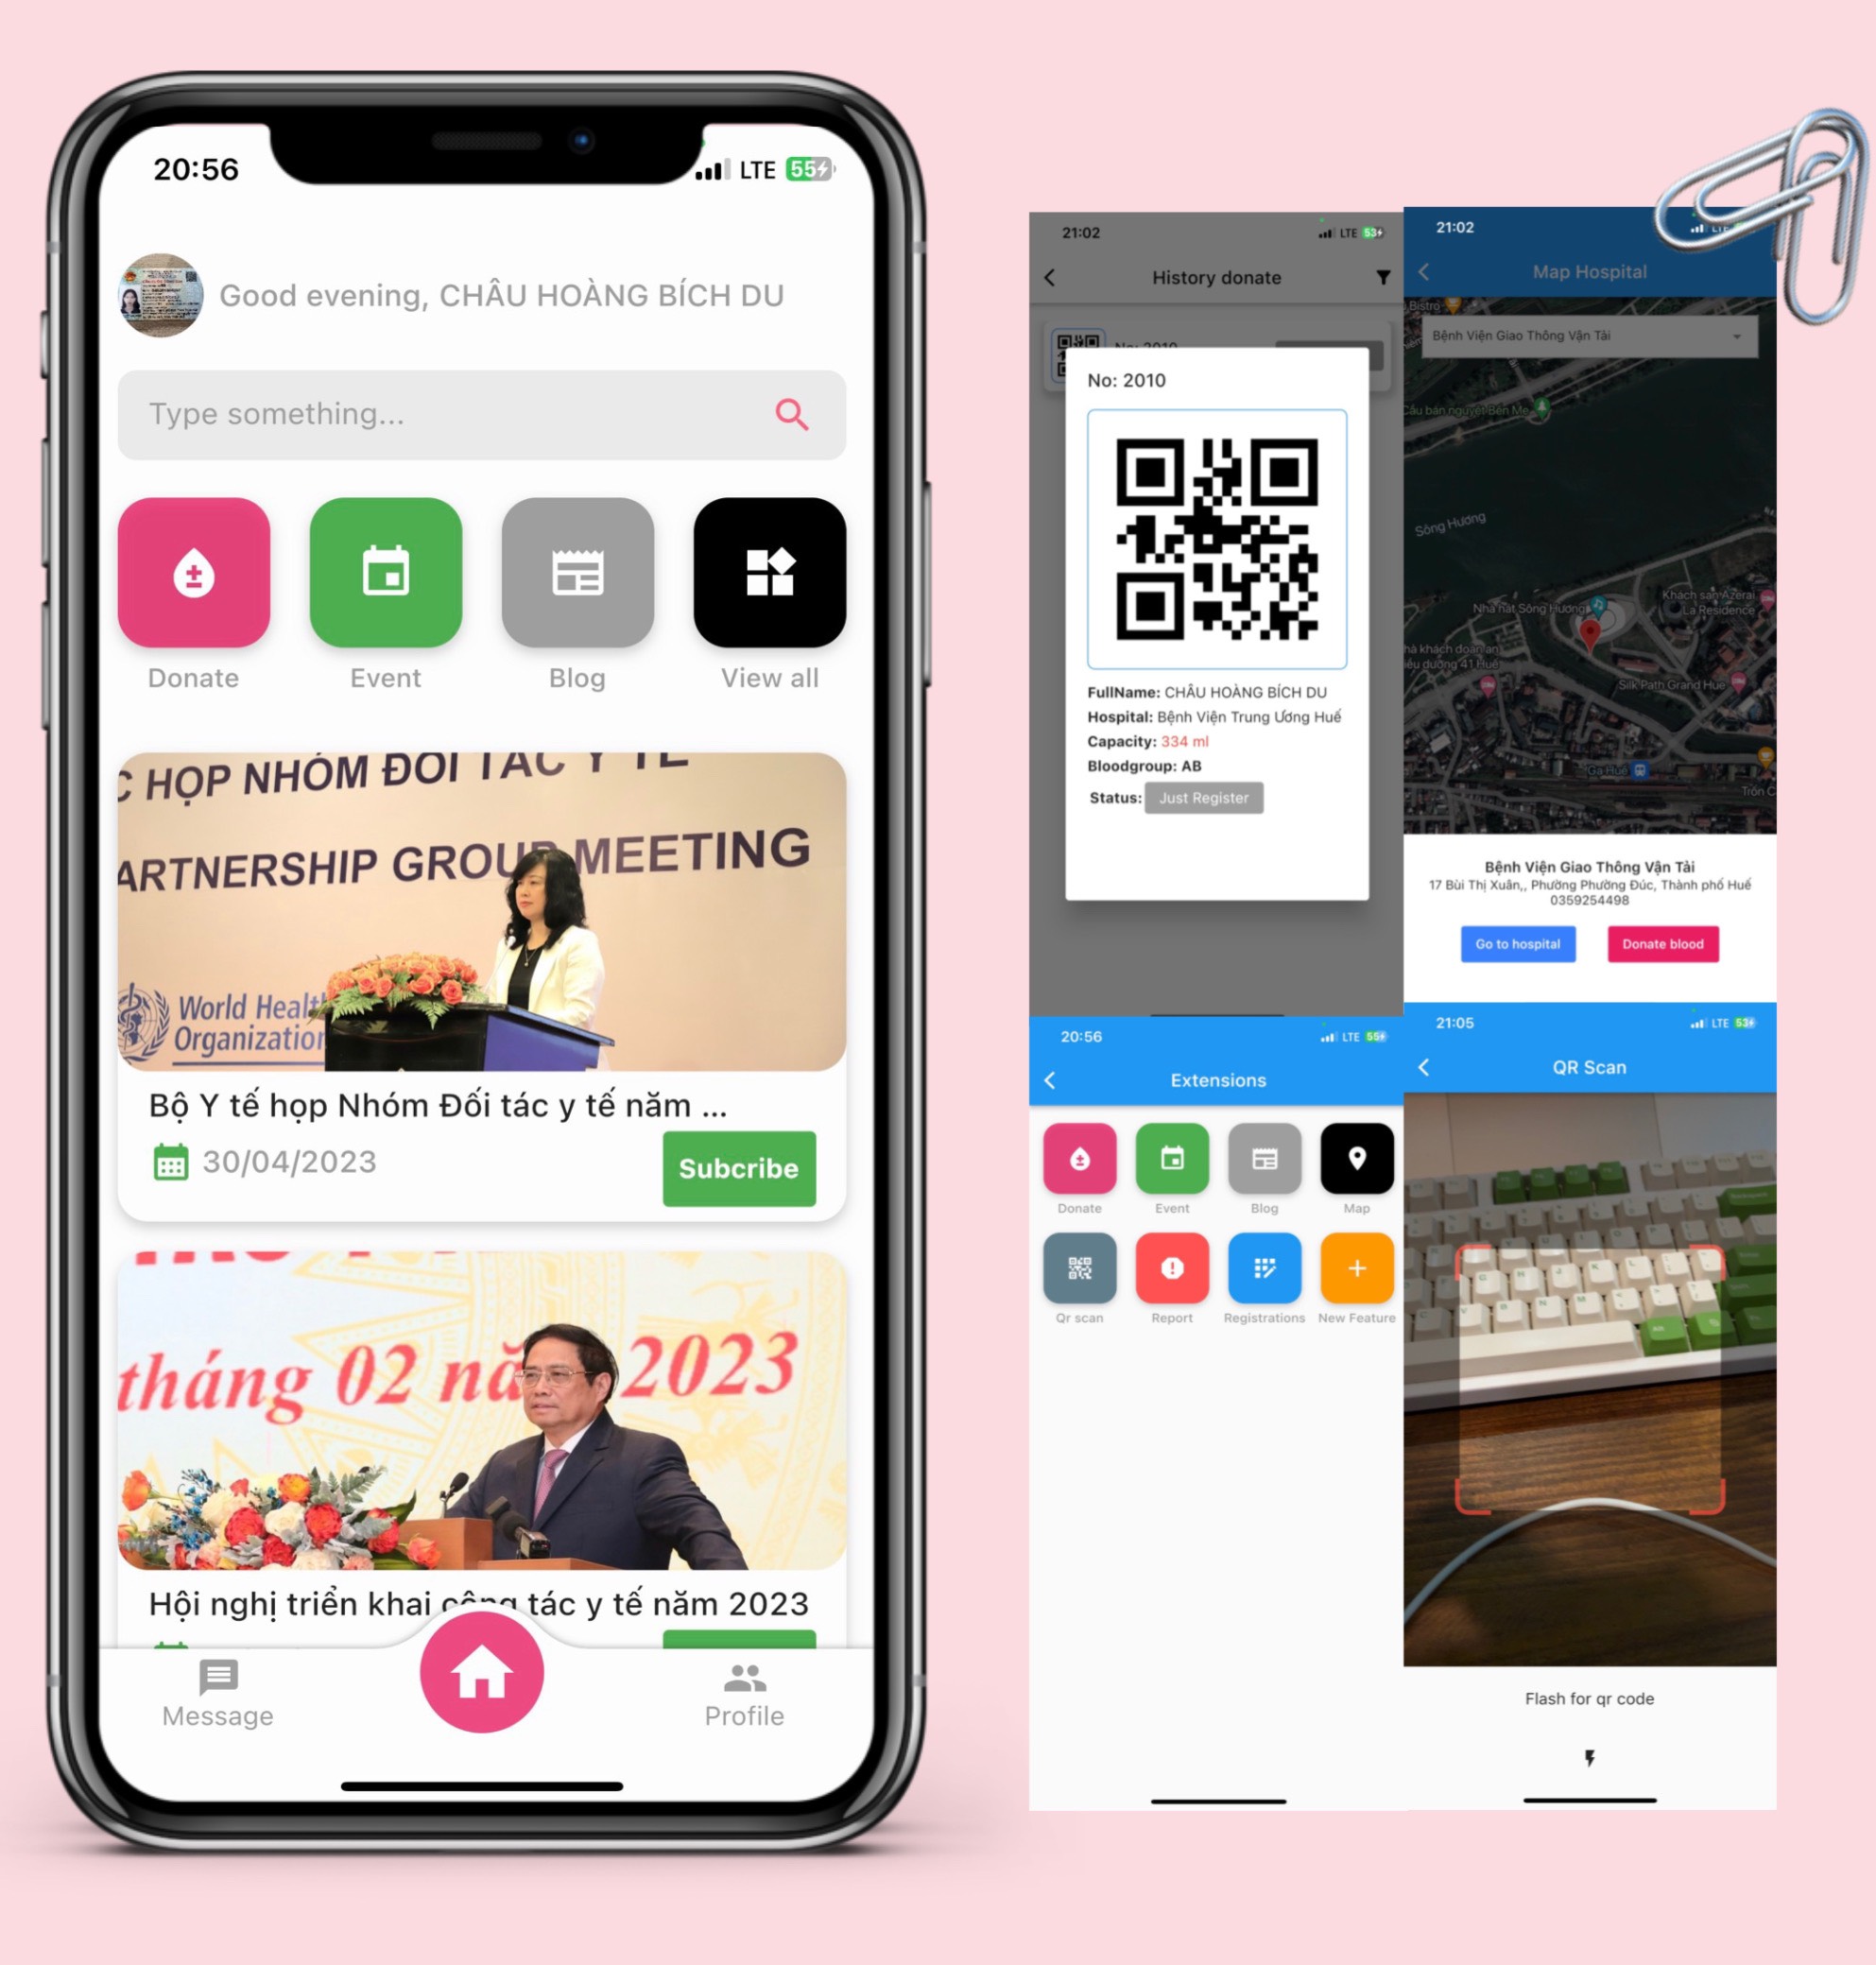 20:56
LTE 55
Good evening, CHÂU HOÀNG BÍCH DU
Type something...
Donate
Event
Blog
View all
C HỌP NHÓM ĐỐI TÁC Y TẾ
ARTNERSHIP GROUP MEETING
World Healt
Organization
Bộ Y tế họp Nhóm Đối tác y tế năm ...
30/04/2023
Subcribe
tháng 02 nă 2023
Hội nghị triển khai công tác y tế năm 2023
Message
Profile
21:02
LTE 53
History donate
No: 2010
No: 2010
FullName: CHÂU HOÀNG BÍCH DU
Hospital: Bệnh Viện Trung Ương Huế
Capacity: 334 ml
Bloodgroup: AB
Status: Just Register
21:02
Map Hospital
Bistro
Bệnh Viện Giao Thông Vận Tải
Cầu bán nguyệt Bến Me
Sông Hương
Khách sạn Azerai
La Residence
Nhà hát Sông Hương
hà khách đoàn an
iều dưỡng 41 Huế
Silk Path Grand Huế
Ga Huế
Trốn C
Bệnh Viện Giao Thông Vận Tải
17 Bùi Thị Xuân,, Phường Phường Đúc, Thành phố Huế
0359254498
Go to hospital
Donate blood
20:56
LTE 55
Extensions
Donate
Event
Blog
Map
Qr scan
Report
Registrations
New Feature
21:05
LTE 53
QR Scan
Flash for qr code